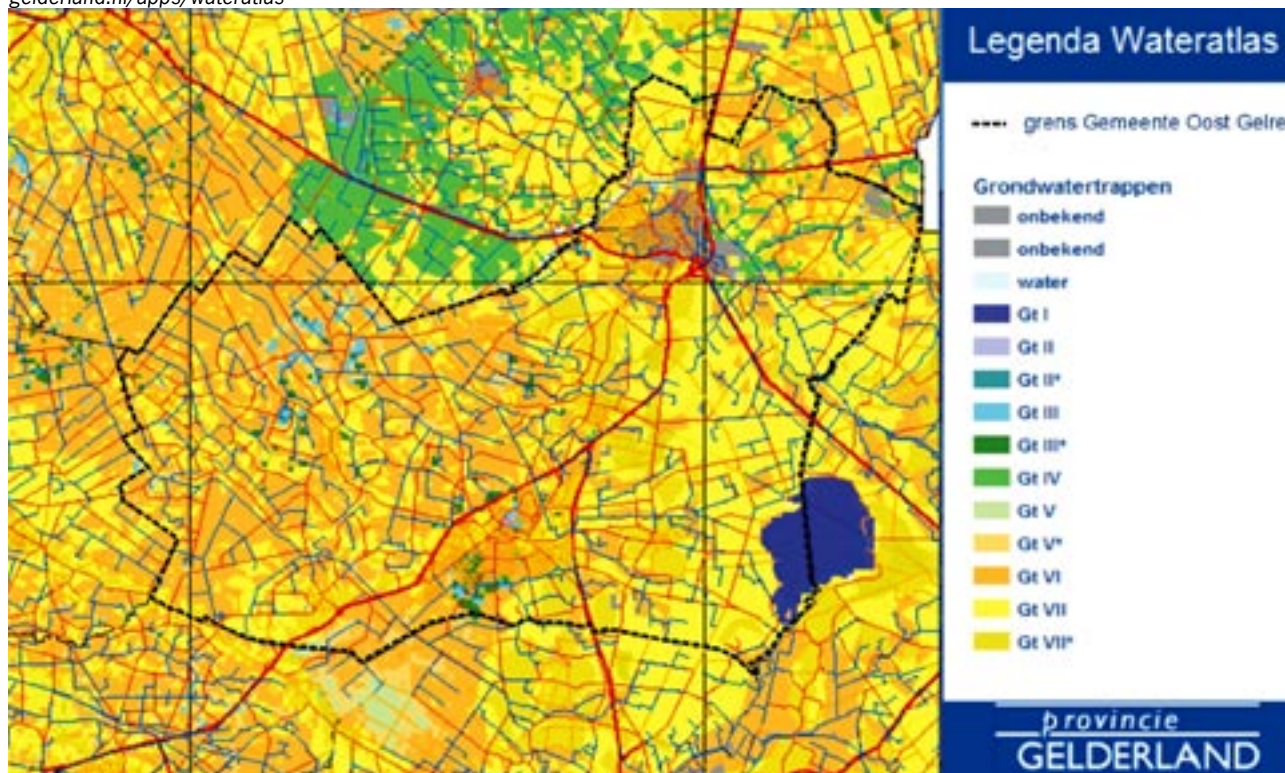 gelderland.nl/apps/wateratlas
Legenda Wateratlas
grens Gemeente Oost Gelre
Grondwatertrappen
onbekend
onbekend
water
Gt I
Gt II
Gt II*
Gt III
Gt III*
Gt IV
Gt V
Gt V*
Gt VI
Gt VII
Gt VII*
provincie
GELDERLAND